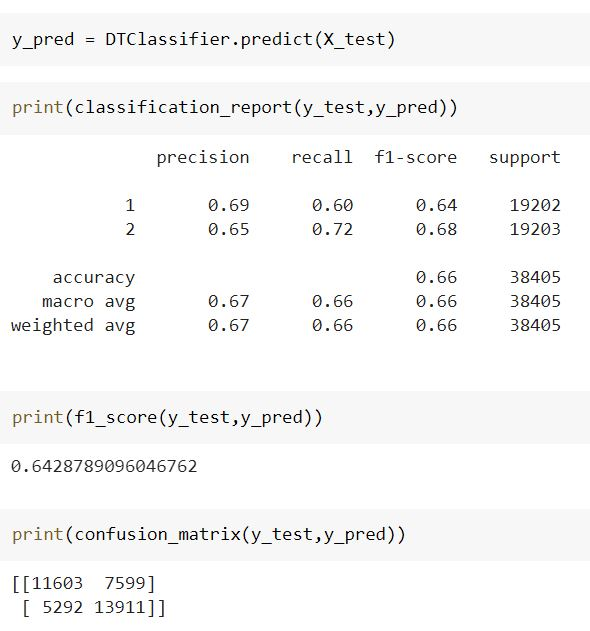 y_pred = DTClassifier.predict(X_test)
print(classification_report(y_test,y_pred))
precision recall f1-score support
1 0.69 0.60 0.64 19202
2 0.65 0.72 0.68 19203
accuracy 0.66 38405
macro avg 0.67 0.66 0.66 38405
weighted avg 0.67 0.66 0.66 38405
print(f1_score(y_test,y_pred))
0.6428789096046762
print(confusion_matrix(y_test,y_pred))
[[11603 7599]
[ 5292 13911]]